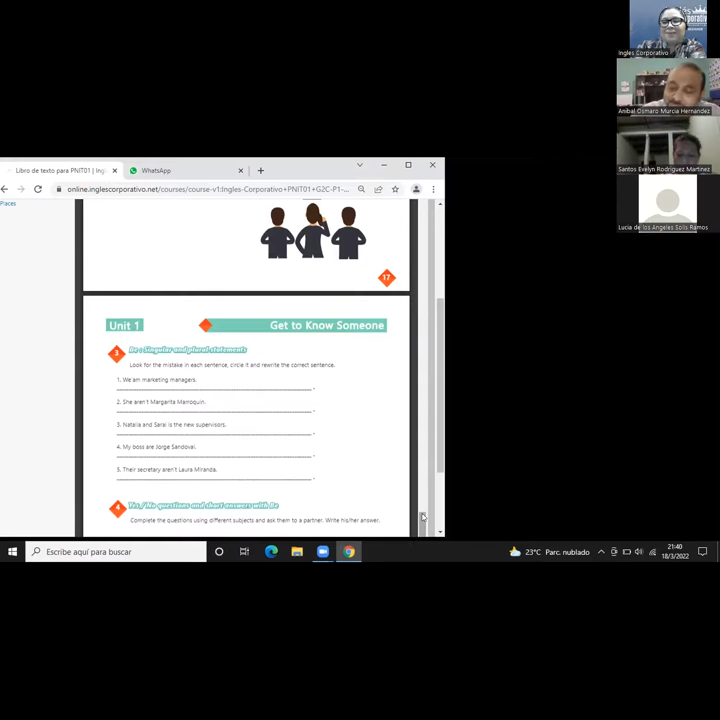 Ingles Corporativo
Anibal Osmaro Murcia Hernandez
Santos Evelyn Rodriguez Martinez
Lucia de los Angeles Solis Ramos
Libro de texto para PNIT01 | Ingl
WhatsApp
online.inglescorporativo.net/courses/course-v1:Ingles-Corporativo+PNIT01+G2C-P1-...
Places
17
Unit 1
Get to Know Someone
3
Be : Singular and plural statements
Look for the mistake in each sentence, circle it and rewrite the correct sentence.
1. We am marketing managers.
2. She aren't Margarita Marroquin.
3. Natalia and Sarai is the new supervisors.
4. My boss are Jorge Sandoval.
5. Their secretary aren't Laura Miranda.
4
Yes / No questions and short answers with Be
Complete the questions using different subjects and ask them to a partner. Write his/her answer.
Escribe aquí para buscar
23°C Parc. nublado
21:40
18/3/2022